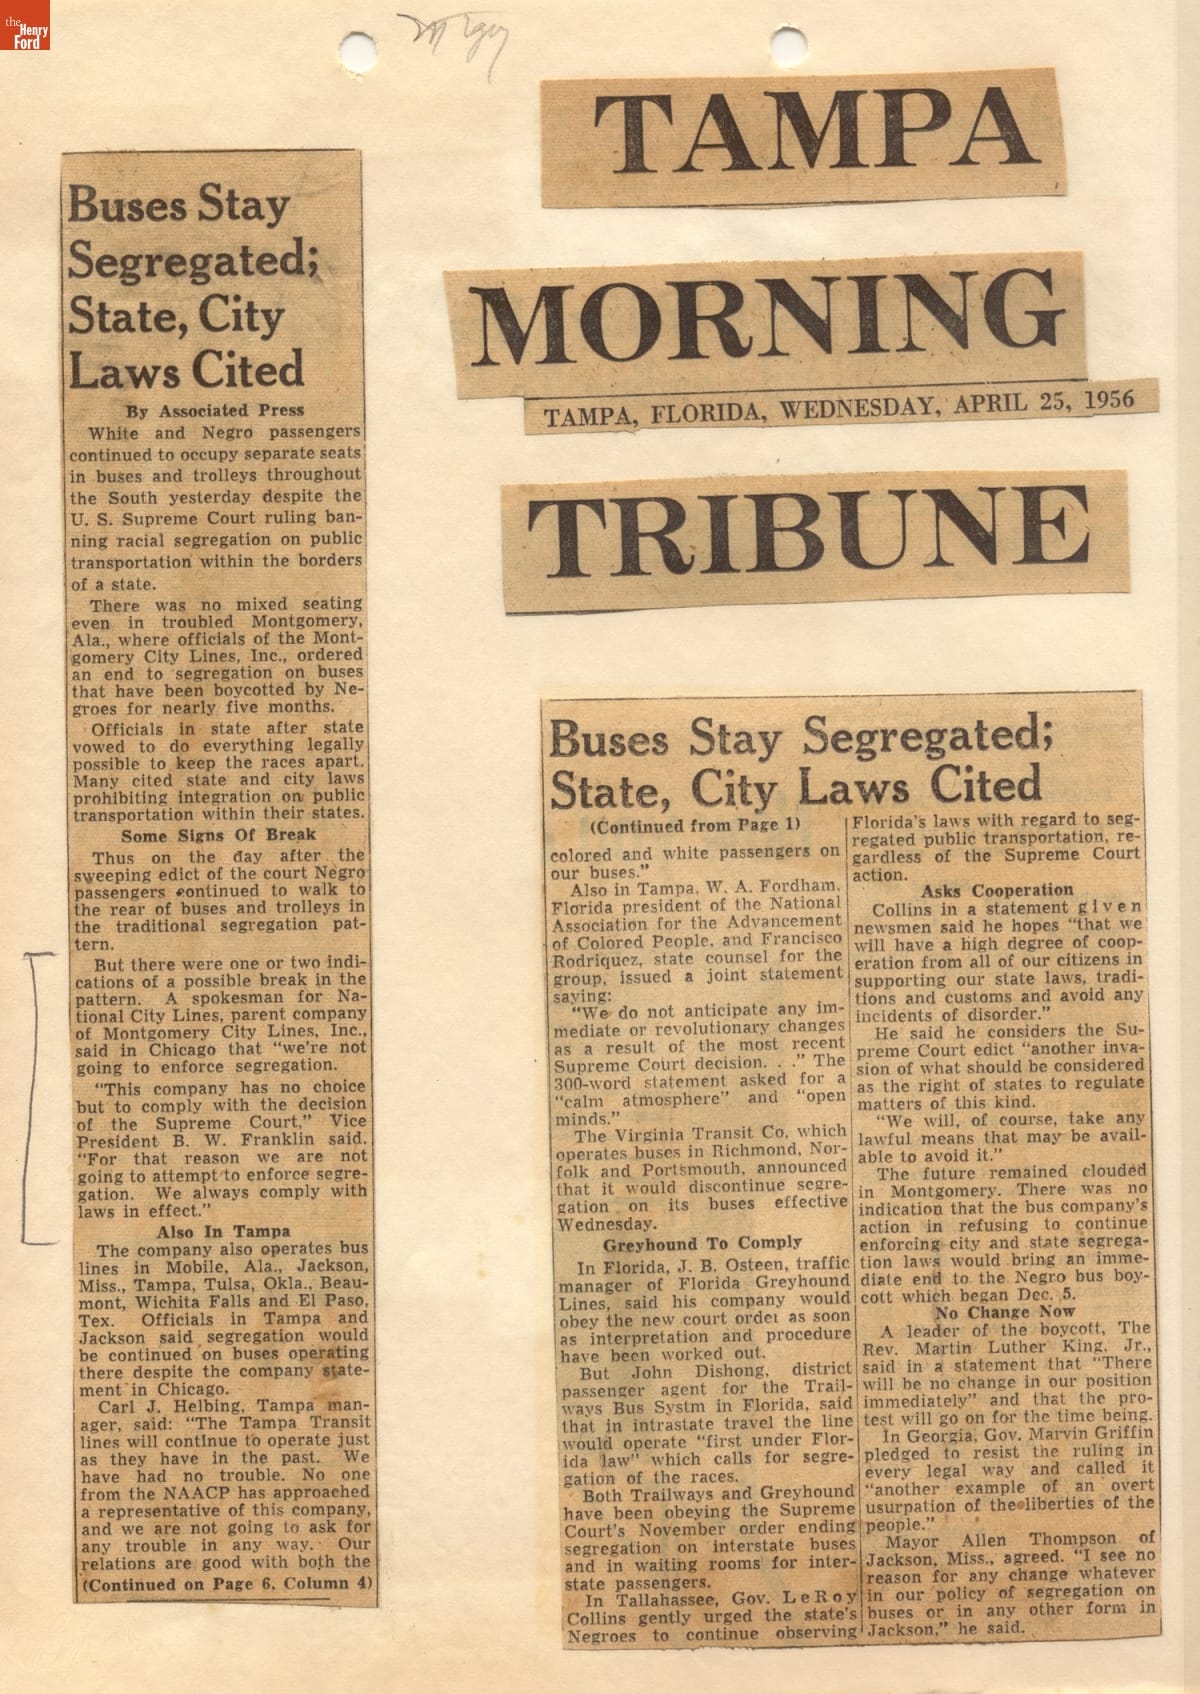 the
Henry
Ford
TAMPA
MORNING
TAMPA, FLORIDA, WEDNESDAY, APRIL 25, 1956
TRIBUNE
Buses Stay
Segregated;
State, City
Laws Cited
By Associated Press
White and Negro passengers
continued to occupy separate seats
in buses and trolleys throughout
the South yesterday despite the
U. S. Supreme Court ruling ban-
ning racial segregation on public
transportation within the borders
of a state.
There was no mixed seating
even in troubled Montgomery,
Ala., where officials of the Mont-
gomery City Lines, Inc., ordered
an end to segregation on buses
that have been boycotted by Ne-
groes for nearly five months.
Officials in state after state
vowed to do everything legally
possible to keep the races apart.
Many cited state and city laws
prohibiting integration on public
transportation within their states.
Some Signs Of Break
Thus on the day after the
sweeping edict of the court Negro
passengers continued to walk to
the rear of buses and trolleys in
the traditional segregation pat-
tern.
But there were one or two indi-
cations of a possible break in the
pattern. A spokesman for Na-
tional City Lines, parent company
of Montgomery City Lines, Inc.,
said in Chicago that "we're not
going to enforce segregation.
"This company has no choice
but to comply with the decision
of the Supreme Court," Vice
President B. W. Franklin said.
"For that reason we are not
going to attempt to enforce segre-
gation. We always comply with
laws in effect."
Also In Tampa
The company also operates bus
lines in Mobile, Ala., Jackson,
Miss., Tampa, Tulsa, Okla., Beau-
mont, Wichita Falls and El Paso,
Tex. Officials in Tampa and
Jackson said segregation would
be continued on buses operating
there despite the company state-
ment in Chicago.
Carl J. Helbing, Tampa man-
ager, said: "The Tampa Transit
lines will continue to operate just
as they have in the past. We
have had no trouble. No one
from the NAACP has approached
a representative of this company,
and we are not going to ask for
any trouble in any way. Our
relations are good with both the
(Continued on Page 6, Column 4)
Buses Stay Segregated;
State, City Laws Cited
(Continued from Page 1)
colored and white passengers on
our buses."
Also in Tampa, W. A. Fordham,
Florida president of the National
Association for the Advancement
of Colored People, and Francisco
Rodriquez, state counsel for the
group, issued a joint statement
saying:
"We do not anticipate any im-
mediate or revolutionary changes
as a result of the most recent
Supreme Court decision. . ." The
300-word statement asked for a
"calm atmosphere" and "open
minds."
The Virginia Transit Co, which
operates buses in Richmond, Nor-
folk and Portsmouth, announced
that it would discontinue segre-
gation on its buses effective
Wednesday.
Greyhound To Comply
In Florida, J. B. Osteen, traffic
manager of Florida Greyhound
Lines, said his company would
obey the new court order as soon
as interpretation and procedure
have been worked out.
But John Dishong, district
passenger agent for the Trail-
ways Bus Systm in Florida, said
that in intrastate travel the line
would operate "first under Flor-
ida law" which calls for segre-
gation of the races.
Both Trailways and Greyhound
have been obeying the Supreme
Court's November order ending
segregation on interstate buses
and in waiting rooms for inter-
state passengers.
In Tallahassee, Gov. LeRoy
Collins gently urged the state's
Negroes to continue observing
Florida's laws with regard to seg-
regated public transportation, re-
gardless of the Supreme Court
action.
Asks Cooperation
Collins in a statement given
newsmen said he hopes "that we
will have a high degree of coop-
eration from all of our citizens in
supporting our state laws, tradi-
tions and customs and avoid any
incidents of disorder."
He said he considers the Su-
preme Court edict "another inva-
sion of what should be considered
as the right of states to regulate
matters of this kind.
"We will, of course, take any
lawful means that may be avail-
able to avoid it."
The future remained clouded
in Montgomery. There was no
indication that the bus company's
action in refusing to continue
enforcing city and state segrega-
tion laws would bring an imme-
diate end to the Negro bus boy-
cott which began Dec. 5.
No Change Now
A leader of the boycott, The
Rev. Martin Luther King, Jr.,
said in a statement that "There
will be no change in our position
immediately" and that the pro-
test will go on for the time being.
In Georgia, Gov. Marvin Griffin
pledged to resist the ruling in
every legal way and called it
"another example of an overt
usurpation of the liberties of the
people."
Mayor Allen Thompson of
Jackson, Miss., agreed. "I see no
reason for any change whatever
in our policy of segregation on
buses or in any other form in
Jackson," he said.